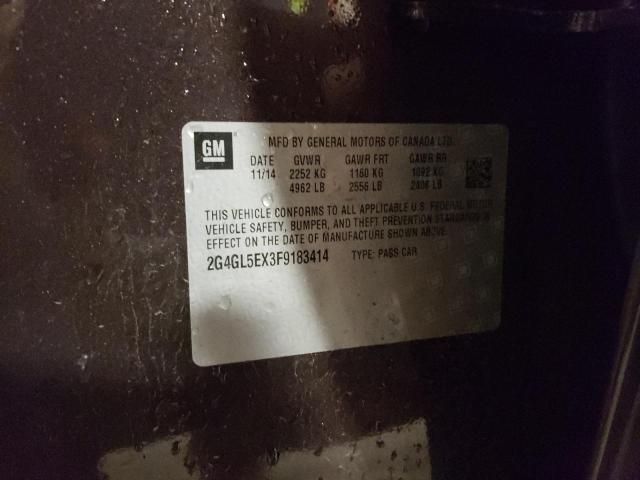 GM
MFD BY GENERAL MOTORS OF CANADA LTD.
DATE GVWR GAWR FRT GAWR RR
11/14 2252 KG 1160 KG 1092 KG
4962 LB 2556 LB 2406 LB
THIS VEHICLE CONFORMS TO ALL APPLICABLE U.S. FEDERAL MOTOR
VEHICLE SAFETY, BUMPER, AND THEFT PREVENTION STANDARDS IN
EFFECT ON THE DATE OF MANUFACTURE SHOWN ABOVE.
2G4GL5EX3F9183414 TYPE: PASS CAR